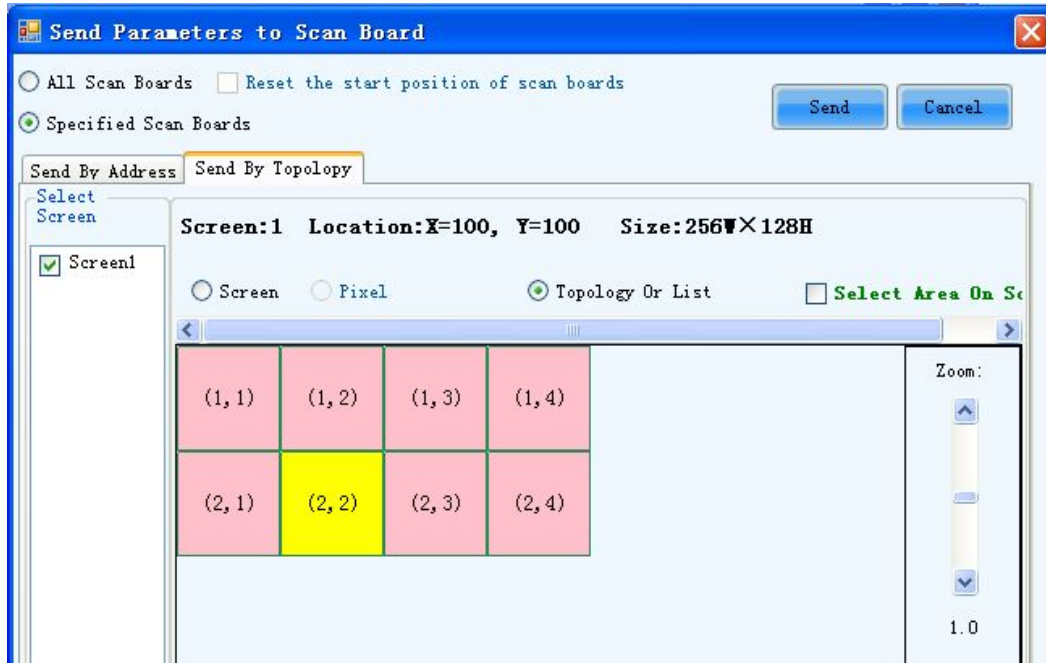 Send Parameters to Scan Board
All Scan Boards Reset the start position of scan boards
Specified Scan Boards
Send Cancel
Send By Address Send By Topolopy
Select
Screen
Screen1
Screen:1 Location:X=100, Y=100 Size:256W×128H
Screen Pixel Topology Or List Select Area On Sc
(1,1) (1,2) (1,3) (1,4)
(2,1) (2,2) (2,3) (2,4)
Zoom:
1.0